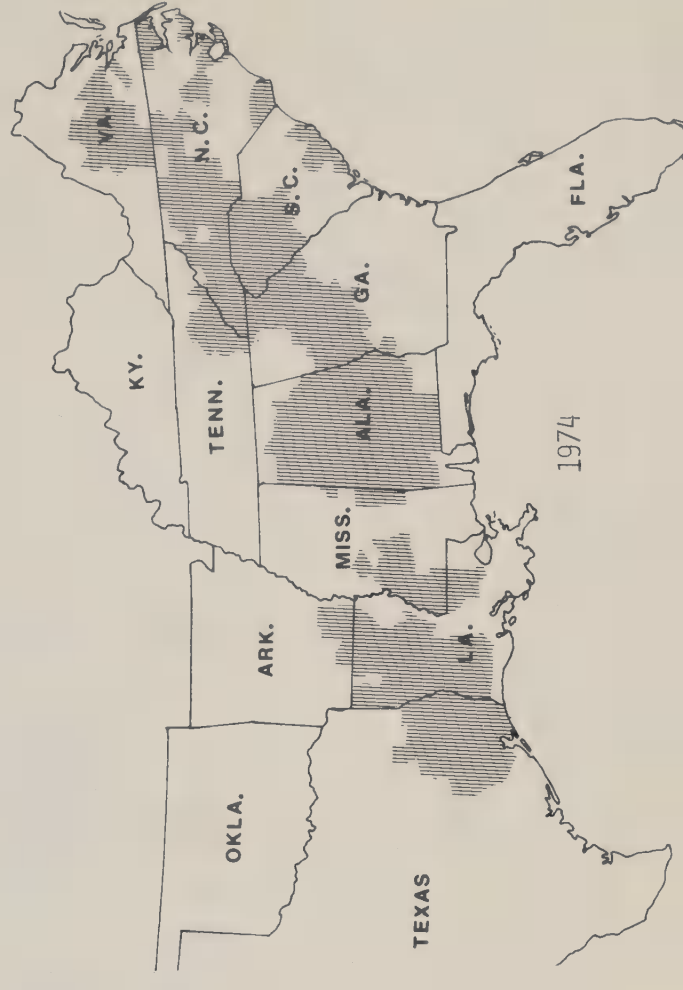 VA.
KY.
N.C.
TENN.
S.C.
OKLA.
ARK.
MISS.
ALA.
GA.
TEXAS
LA.
FLA.
1974